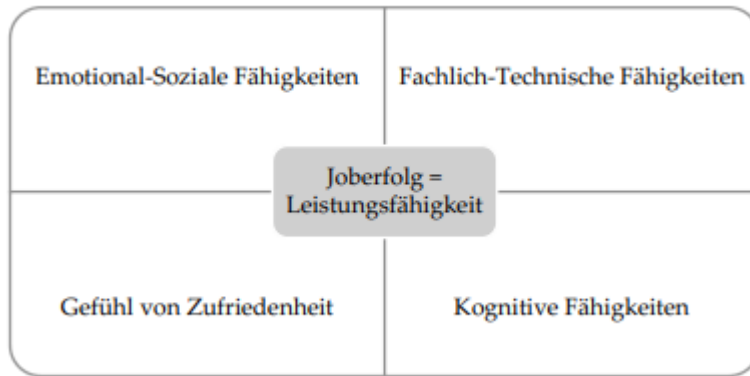 Emotional-Soziale Fähigkeiten
Fachlich-Technische Fähigkeiten
Joberfolg =
Leistungsfähigkeit
Gefühl von Zufriedenheit
Kognitive Fähigkeiten